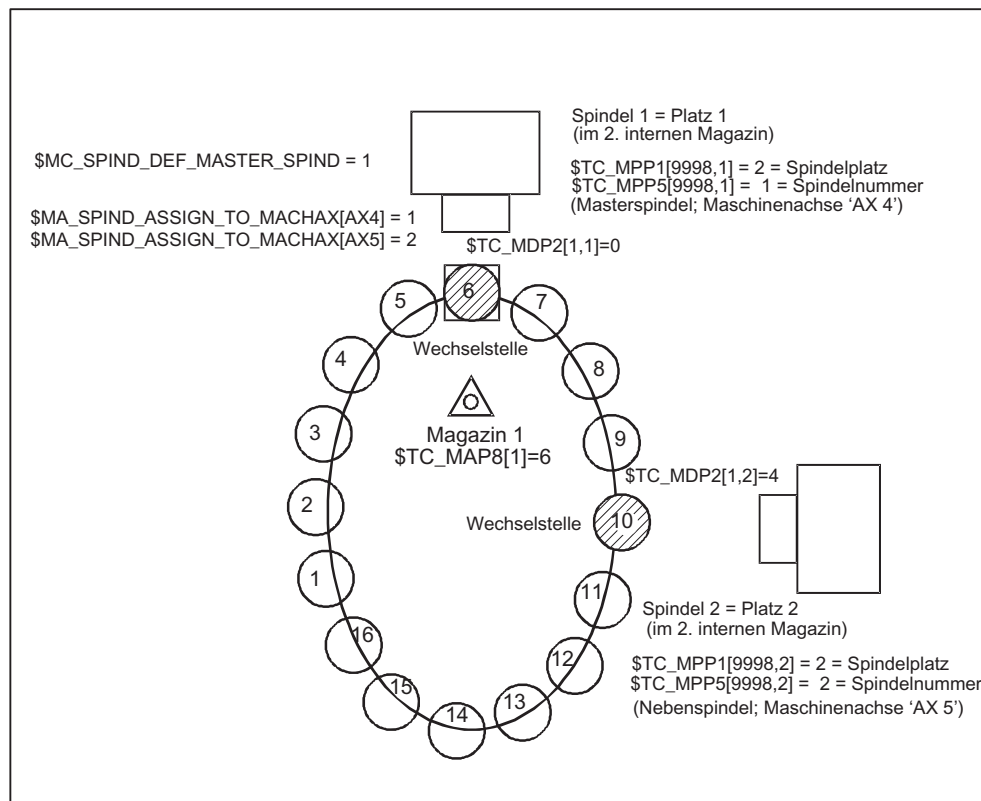 Spindel 1 = Platz 1
(im 2. internen Magazin)
$MC_SPIND_DEF_MASTER_SPIND = 1
$TC_MPP1[9998,1] = 2 = Spindelplatz
$TC_MPP5[9998,1] = 1 = Spindelnummer
(Masterspindel; Maschinenachse ‘AX 4’)
$MA_SPIND_ASSIGN_TO_MACHAX[AX4] = 1
$MA_SPIND_ASSIGN_TO_MACHAX[AX5] = 2
$TC_MDP2[1,1]=0
6
5
7
Wechselstelle
4
8
3
9
Magazin 1
$TC_MAP8[1]=6
$TC_MDP2[1,2]=4
2
Wechselstelle
10
1
11
Spindel 2 = Platz 2
(im 2. internen Magazin)
16
12
$TC_MPP1[9998,2] = 2 = Spindelplatz
$TC_MPP5[9998,2] = 2 = Spindelnummer
(Nebenspindel; Maschinenachse ‘AX 5’)
15
13
14